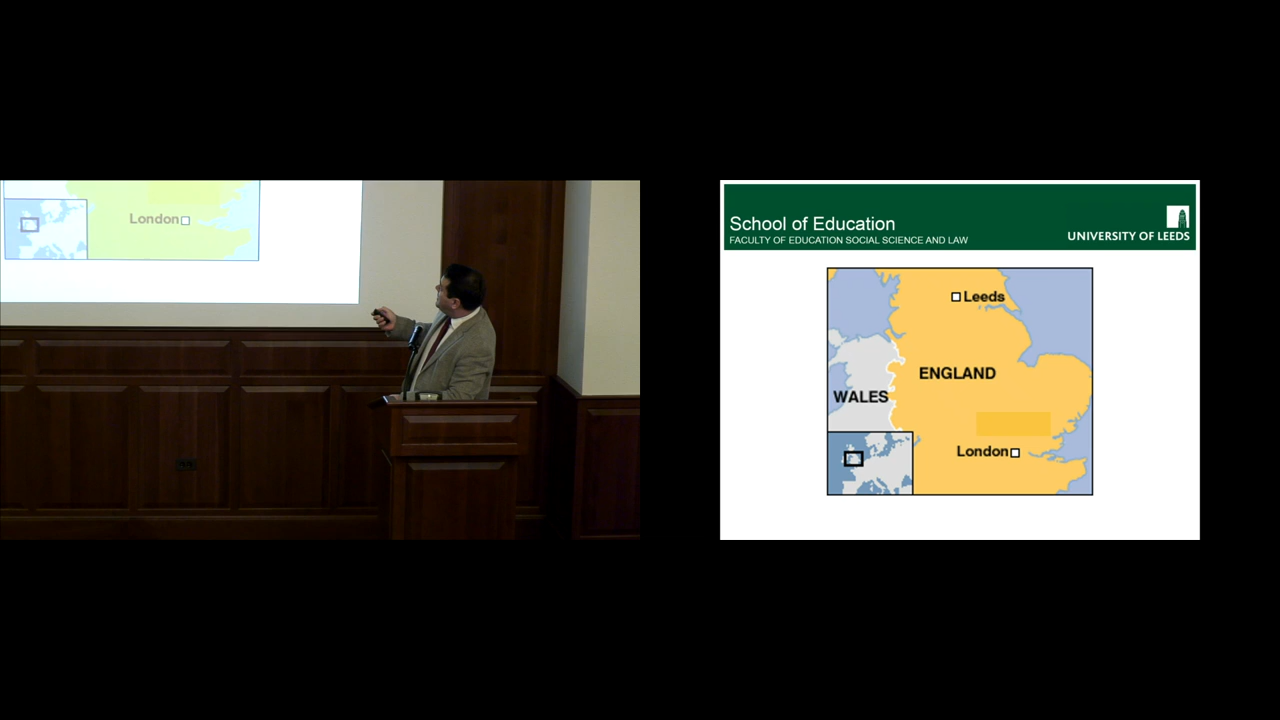 London
School of Education
FACULTY OF EDUCATION SOCIAL SCIENCE AND LAW
UNIVERSITY OF LEEDS
Leeds
ENGLAND
WALES
London